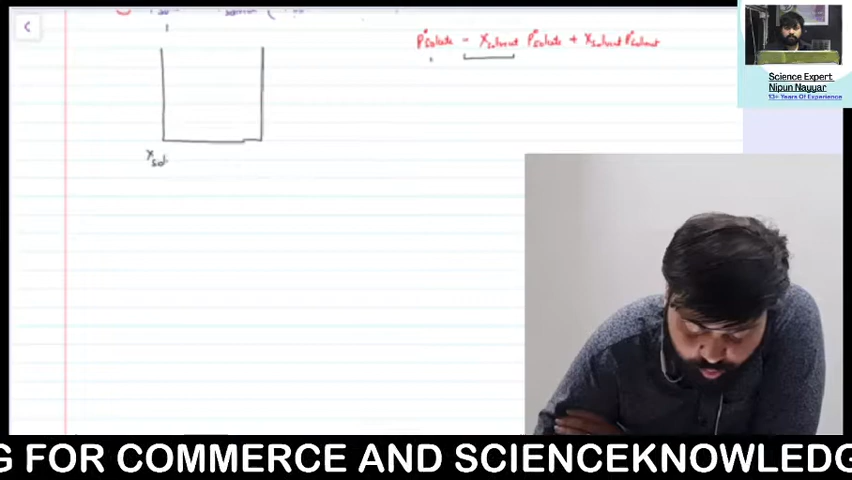 P°solute - Xsolvent P°solute + Xsolvent P°solvent
Xsol
Science Expert
Nipun Nayyar
13+ Years Of Experience
G FOR COMMERCE AND SCIENCEKNOWLEDG